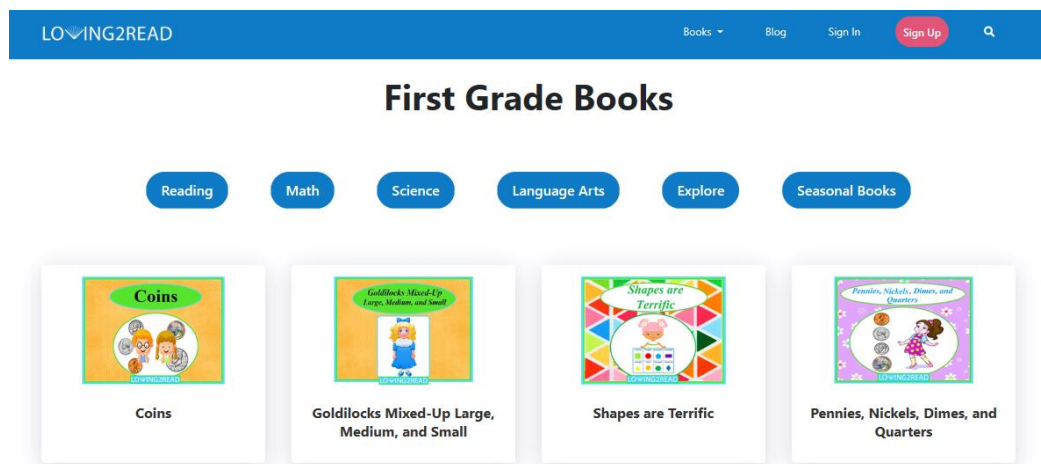 LOVING2READ
Books
Blog
Sign In
Sign Up
First Grade Books
Reading
Math
Science
Language Arts
Explore
Seasonal Books
Coins
LOVING2READ
Coins
Goldilocks Mixed-Up
Large, Medium, and Small
LOVING2READ
Goldilocks Mixed-Up Large,
Medium, and Small
Shapes are
Terrific
LOVING2READ
Shapes are Terrific
Pennies, Nickels, Dimes, and
Quarters
LOVING2READ
Pennies, Nickels, Dimes, and
Quarters